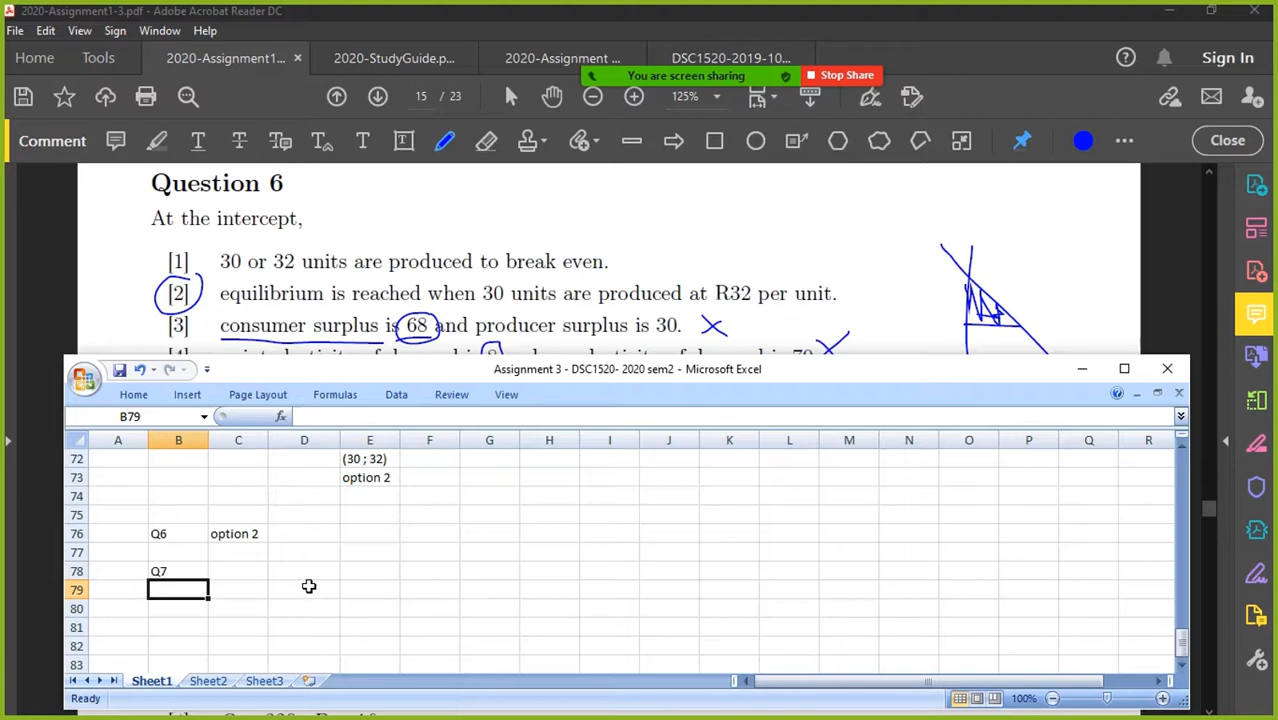 2020-Assignment1-3.pdf - Adobe Acrobat Reader DC
File Edit View Sign Window Help
Home Tools 2020-Assignment1... × 2020-StudyGuide.p... 2020-Assignment ... DSC1520-2019-10... Sign In
You are screen sharing Stop Share
15 / 23 125%
Comment Close
Question 6
At the intercept,
[1] 30 or 32 units are produced to break even.
[2] equilibrium is reached when 30 units are produced at R32 per unit.
[3] consumer surplus is 68 and producer surplus is 30.
Assignment 3 - DSC1520- 2020 sem2 - Microsoft Excel
Home Insert Page Layout Formulas Data Review View
B79 fx
A B C D E F G H I J K L M N O P Q R
72 (30 ; 32)
73 option 2
74
75
76 Q6 option 2
77
78 Q7
79
80
81
82
83
Sheet1 Sheet2 Sheet3
Ready 100%